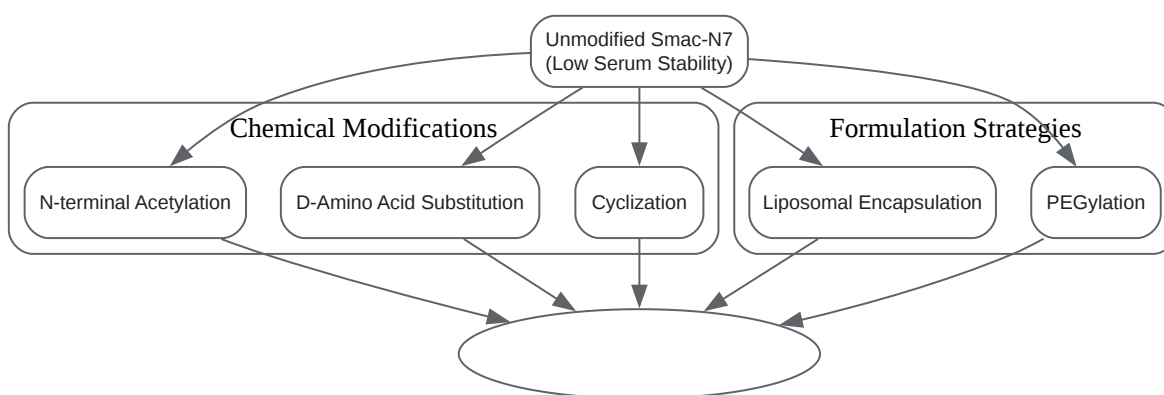 Unmodified Smac-N7
(Low Serum Stability)
Chemical Modifications
Formulation Strategies
N-terminal Acetylation
D-Amino Acid Substitution
Cyclization
Liposomal Encapsulation
PEGylation